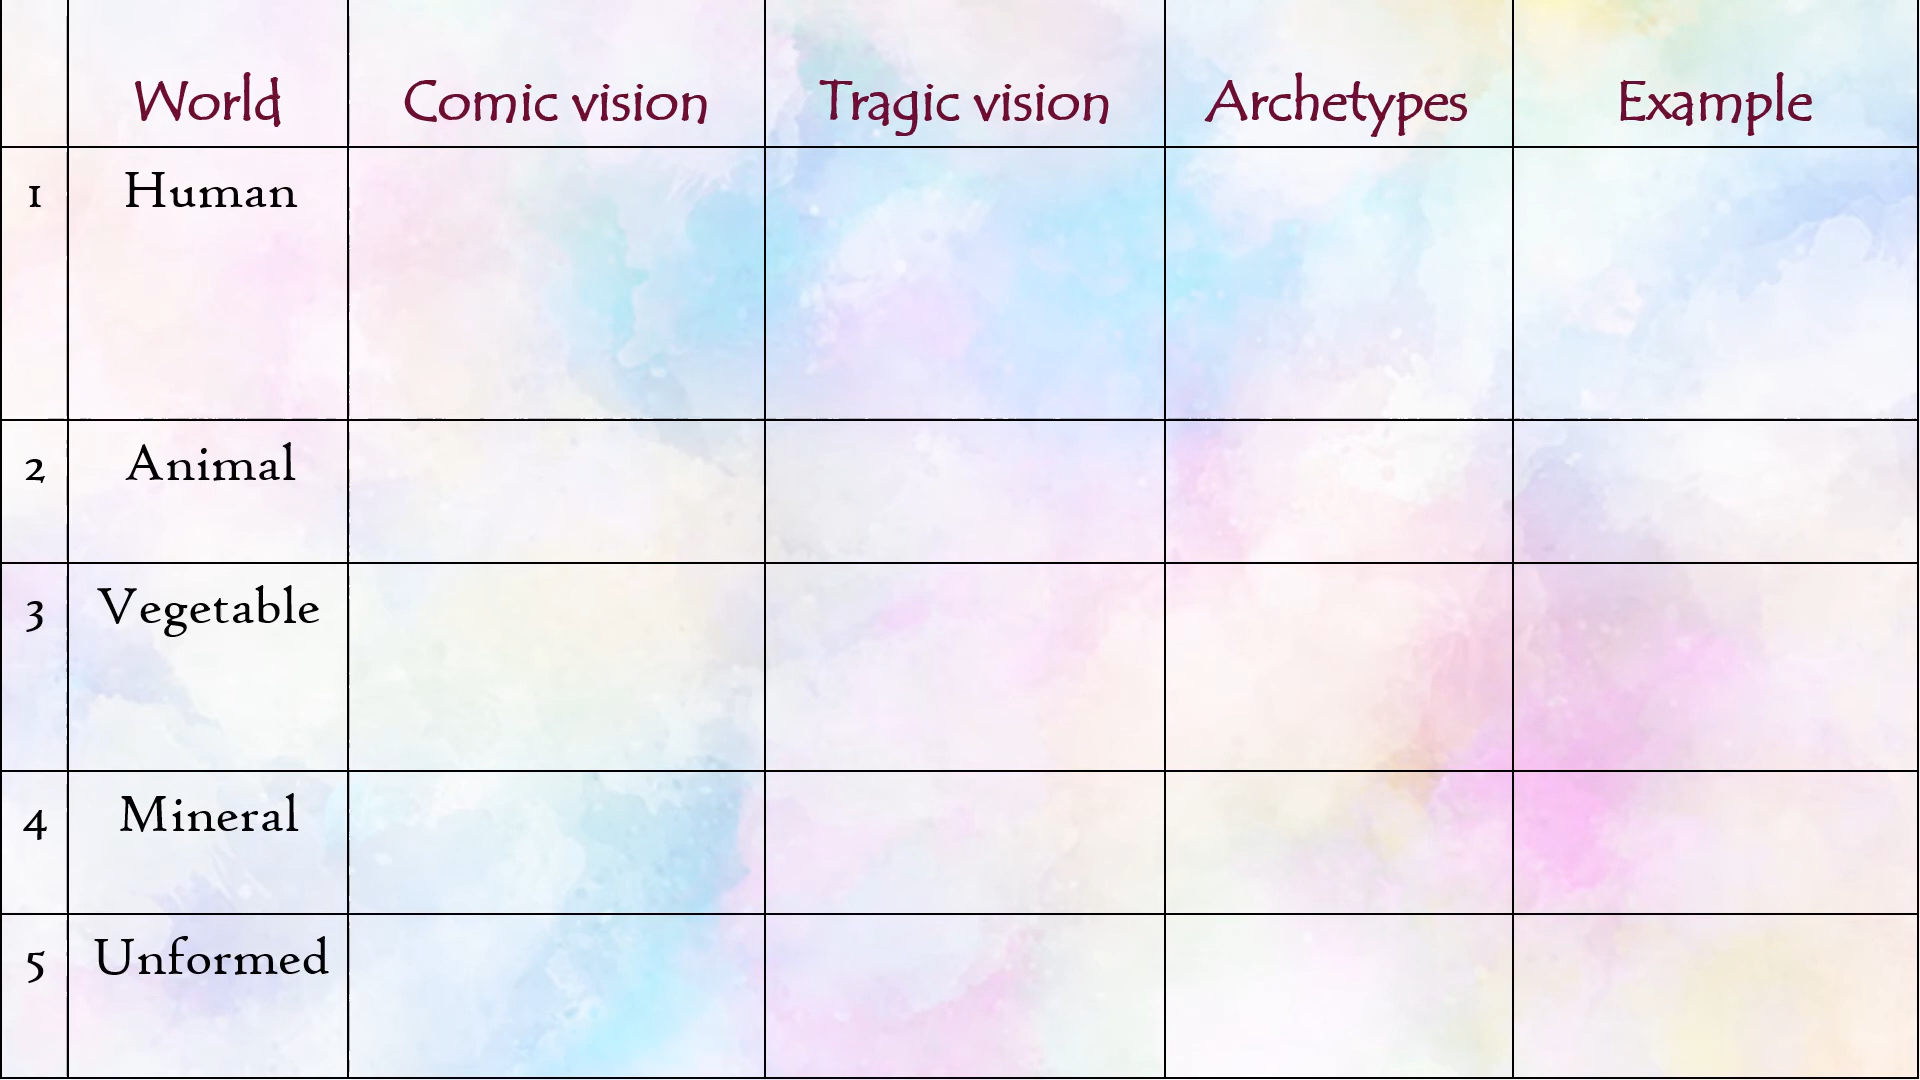 World Comic vision Tragic vision Archetypes Example
1 Human
2 Animal
3 Vegetable
4 Mineral
5 Unformed